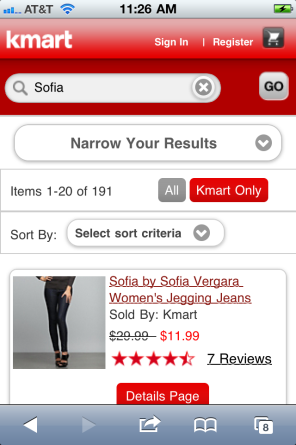 AT&T 11:26 AM
kmart Sign In | Register
Sofia GO
Narrow Your Results
Items 1-20 of 191 All Kmart Only
Sort By: Select sort criteria
Sofia by Sofia Vergara
Women's Jegging Jeans
Sold By: Kmart
$29.99 $11.99
7 Reviews
Details Page
8